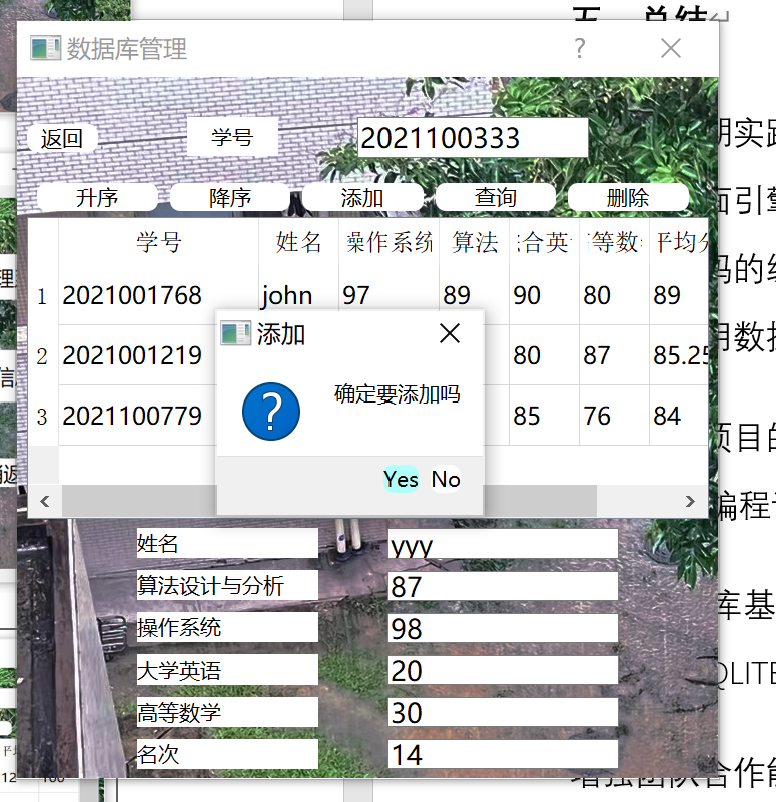 五、总结
数据库管理
返回 学号 2021100333
升序 降序 添加 查询 删除
学号 姓名 操作系统 算法 合英 等数 平均分
1 2021001768 john 97 89 90 80 89
2 2021001219 80 87 85.25
3 2021100779 85 76 84
添加
确定要添加吗
Yes No
姓名 yyy
算法设计与分析 87
操作系统 98
大学英语 20
高等数学 30
名次 14
期实践
面引擎
码的组
用数据
项目的
编程
库基
QLITE
增强团队合作能